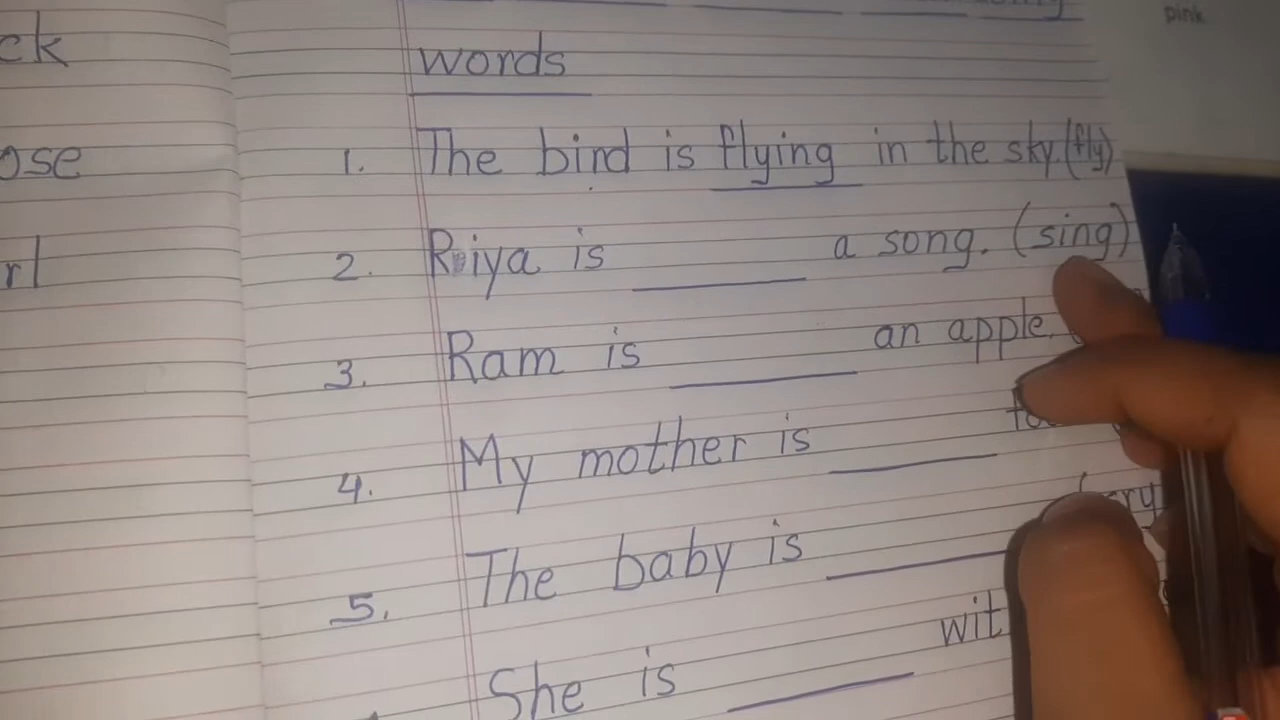 ck
ose
rl
pink
words
1. The bird is flying in the sky. (fly)
2. Riya is ______ a song. (sing)
3. Ram is ______ an apple.
4. My mother is ______
5. The baby is ______
She is ______